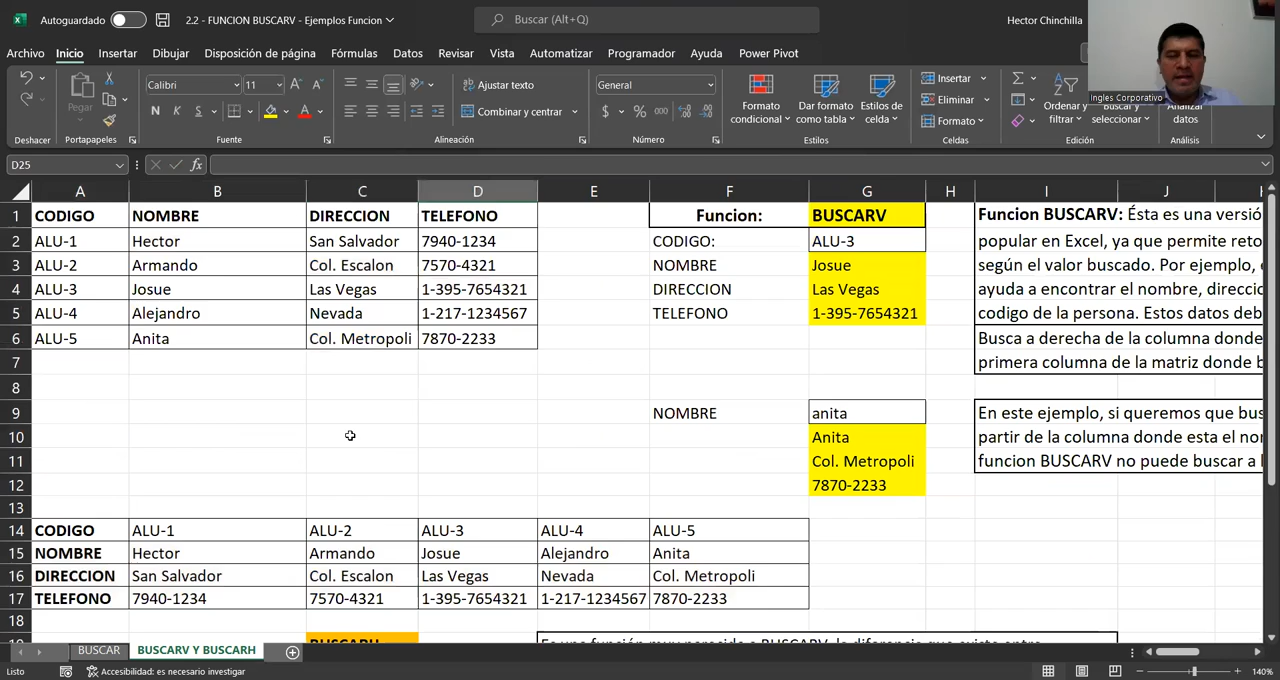 Autoguardado
2.2 - FUNCION BUSCARV - Ejemplos Funcion
Buscar (Alt+Q)
Hector Chinchilla
Archivo Inicio Insertar Dibujar Disposición de página Fórmulas Datos Revisar Vista Automatizar Programador Ayuda Power Pivot
Ingles Corporativo
Pegar
Calibri 11
N K S
Ajustar texto
Combinar y centrar
General
$ % 000
Formato condicional
Dar formato como tabla
Estilos de celda
Insertar
Eliminar
Formato
Ordenar y filtrar
Buscar y seleccionar
Analizar datos
Deshacer Portapapeles Fuente Alineación Número Estilos Celdas Edición Análisis
D25 fx
A B C D E F G H I J
1 CODIGO NOMBRE DIRECCION TELEFONO Funcion: BUSCARV Funcion BUSCARV: Ésta es una versió
2 ALU-1 Hector San Salvador 7940-1234 CODIGO: ALU-3 popular en Excel, ya que permite reto
3 ALU-2 Armando Col. Escalon 7570-4321 NOMBRE Josue según el valor buscado. Por ejemplo, e
4 ALU-3 Josue Las Vegas 1-395-7654321 DIRECCION Las Vegas ayuda a encontrar el nombre, direcci
5 ALU-4 Alejandro Nevada 1-217-1234567 TELEFONO 1-395-7654321 codigo de la persona. Estos datos deb
6 ALU-5 Anita Col. Metropoli 7870-2233 Busca a derecha de la columna donde
7 primera columna de la matriz donde b
8
9 NOMBRE anita En este ejemplo, si queremos que bus
10 Anita partir de la columna donde esta el no
11 Col. Metropoli funcion BUSCARV no puede buscar a l
12 7870-2233
13
14 CODIGO ALU-1 ALU-2 ALU-3 ALU-4 ALU-5
15 NOMBRE Hector Armando Josue Alejandro Anita
16 DIRECCION San Salvador Col. Escalon Las Vegas Nevada Col. Metropoli
17 TELEFONO 7940-1234 7570-4321 1-395-7654321 1-217-1234567 7870-2233
18
19 BUSCARH Es una función muy parecida a BUSCARV, la diferencia que existe entre
BUSCAR BUSCARV Y BUSCARH
Listo Accesibilidad: es necesario investigar 140%